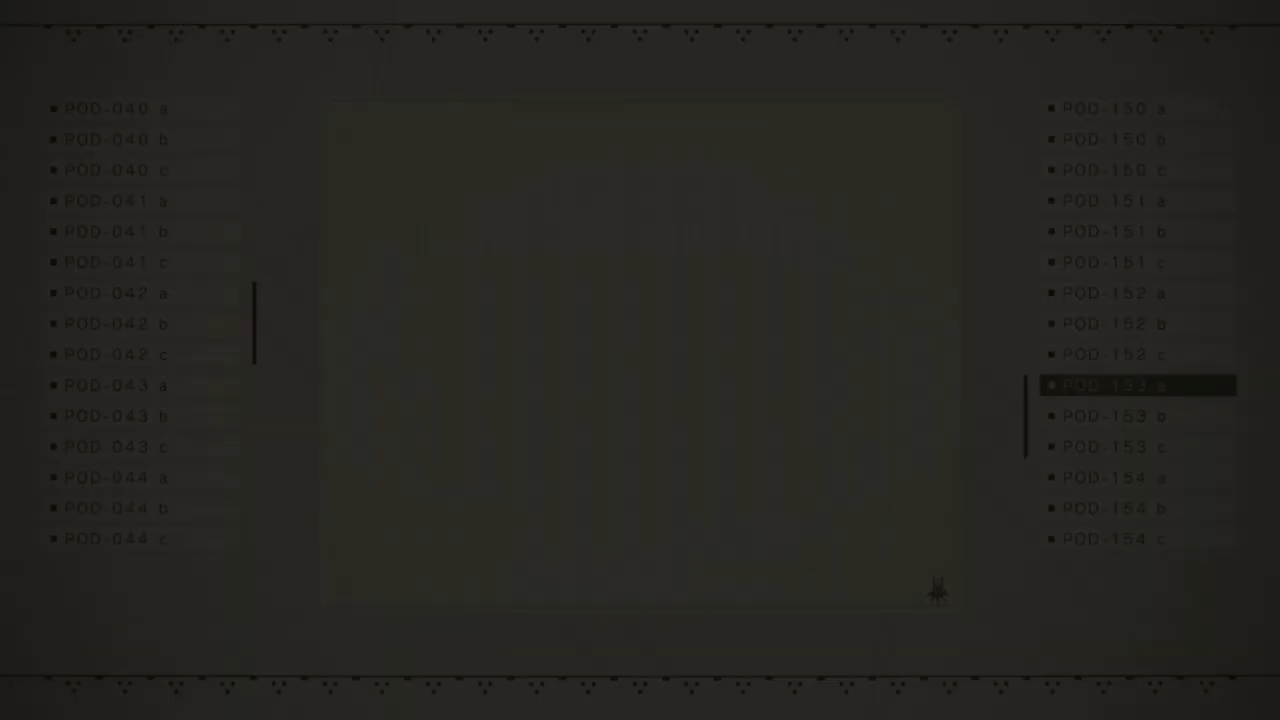 POD-040 a
POD-040 b
POD-040 c
POD-041 a
POD-041 b
POD-041 c
POD-042 a
POD-042 b
POD-042 c
POD-043 a
POD-043 b
POD-043 c
POD-044 a
POD-044 b
POD-044 c
POD-150 a
POD-150 b
POD-150 c
POD-151 a
POD-151 b
POD-151 c
POD-152 a
POD-152 b
POD-152 c
POD-153 a
POD-153 b
POD-153 c
POD-154 a
POD-154 b
POD-154 c